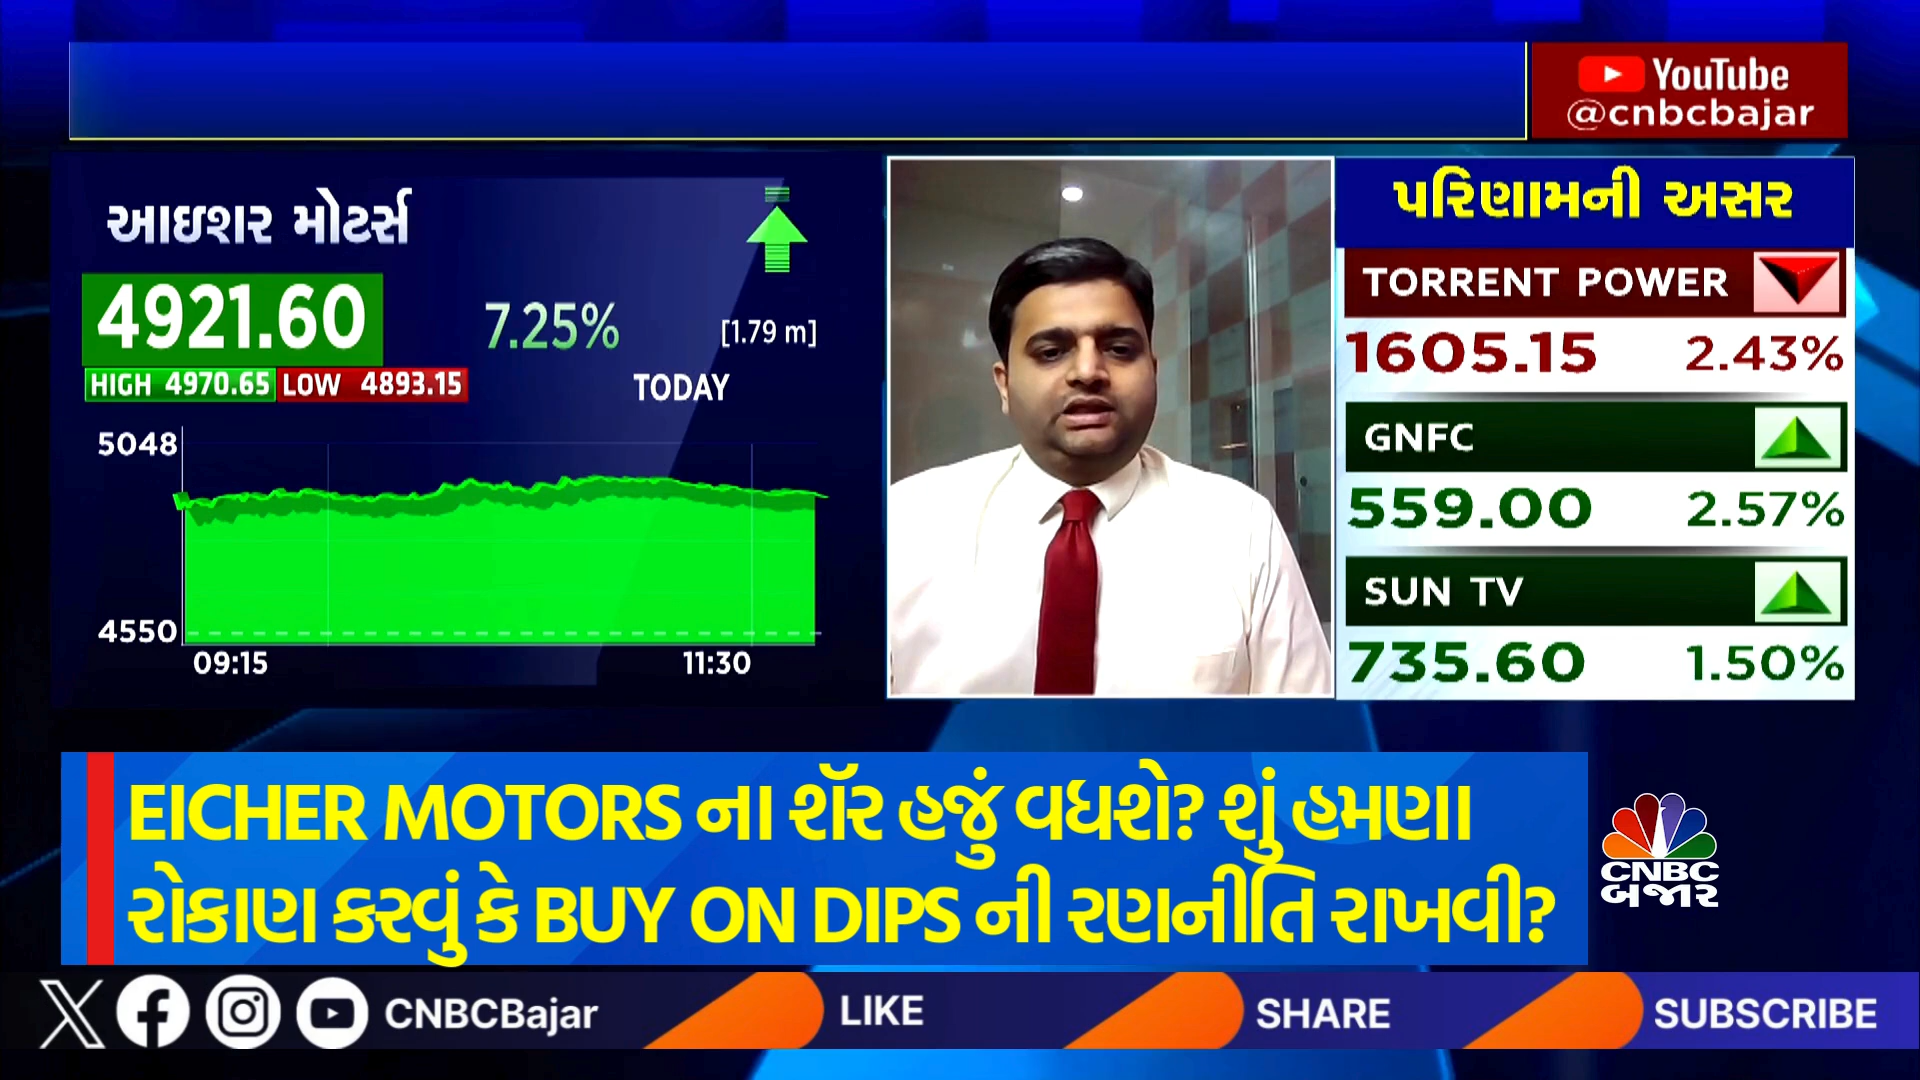 YouTube
@cnbcbajar
આઇશર મોટર્સ
4921.60
7.25%
[1.79 m]
HIGH 4970.65 LOW 4893.15
TODAY
5048
4550
09:15 11:30
પરિણામની અસર
TORRENT POWER
1605.15 2.43%
GNFC
559.00 2.57%
SUN TV
735.60 1.50%
EICHER MOTORS ના શૅર હજું વધશે? શું હમણા
રોકાણ કરવું કે BUY ON DIPS ની રણનીતિ રાખવી?
CNBC
બજાર
CNBCBajar LIKE SHARE SUBSCRIBE